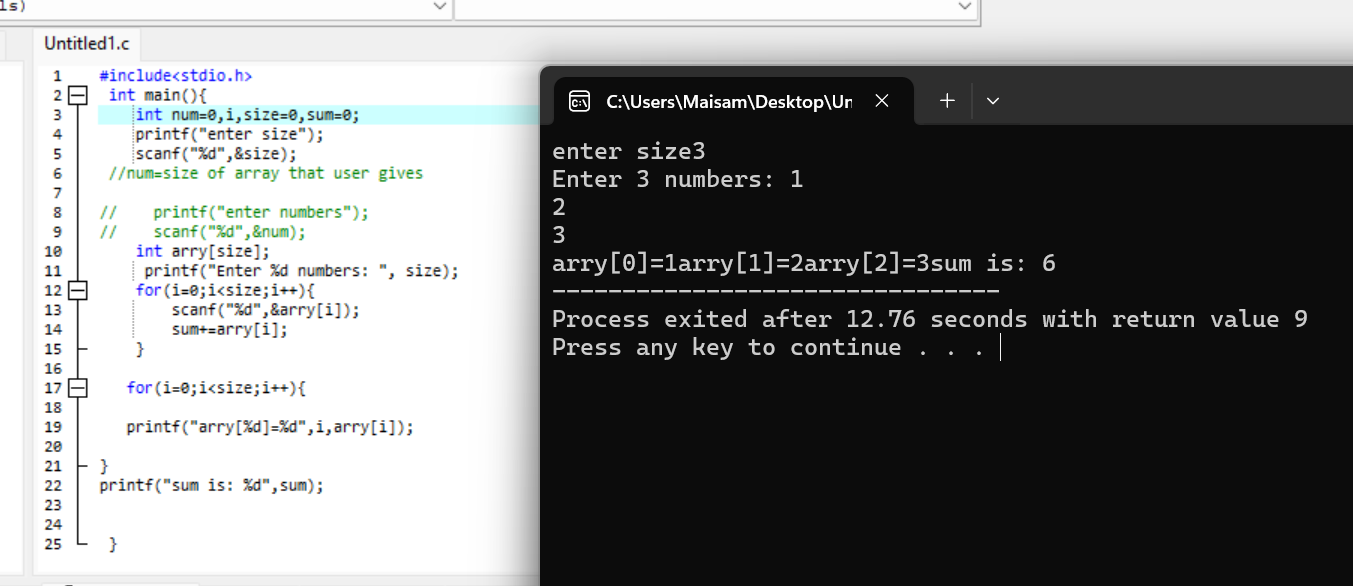 ls)
Untitled1.c
1 #include<stdio.h>
2 int main(){
3 int num=0,i,size=0,sum=0;
4 printf("enter size");
5 scanf("%d",&size);
6 //num=size of array that user gives
7
8 // printf("enter numbers");
9 // scanf("%d",&num);
10 int arry[size];
11 printf("Enter %d numbers: ", size);
12 for(i=0;i<size;i++){
13 scanf("%d",&arry[i]);
14 sum+=arry[i];
15 }
16
17 for(i=0;i<size;i++){
18
19 printf("arry[%d]=%d",i,arry[i]);
20
21 }
22 printf("sum is: %d",sum);
23
24
25 }
C:\Users\Maisam\Desktop\Un
enter size3
Enter 3 numbers: 1
2
3
arry[0]=1arry[1]=2arry[2]=3sum is: 6
--------------------------------
Process exited after 12.76 seconds with return value 9
Press any key to continue . . .